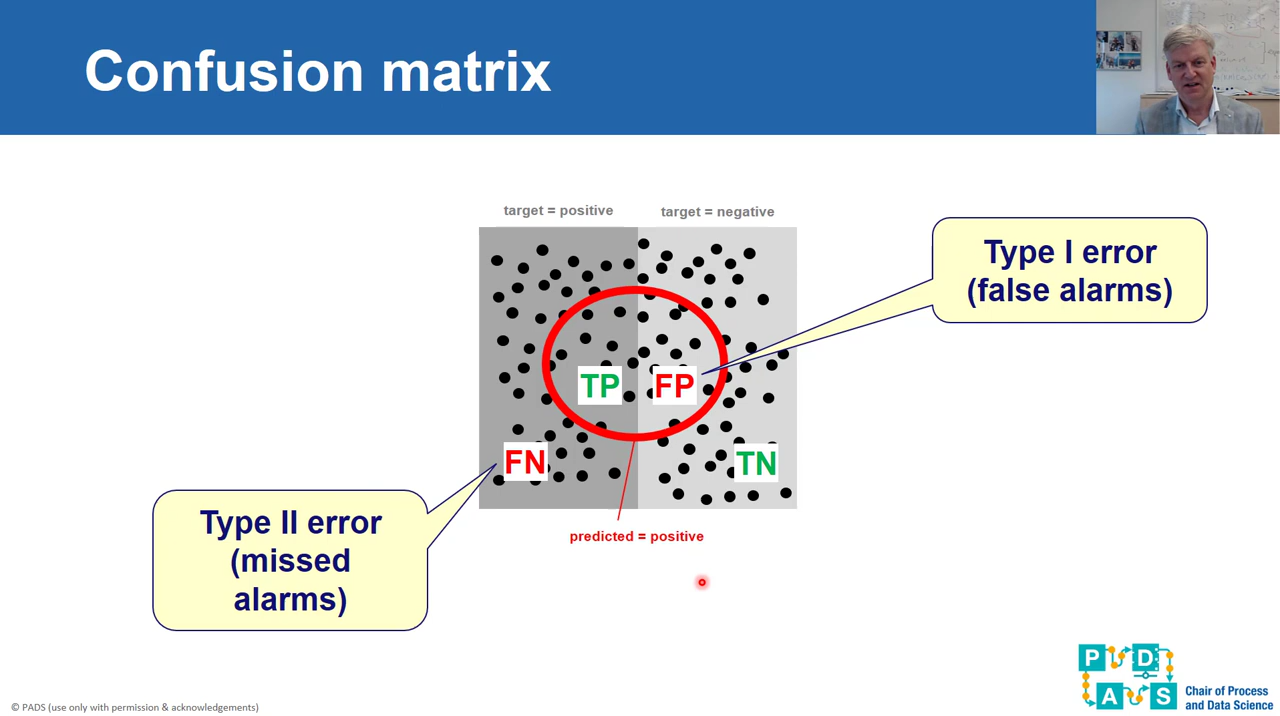 Confusion matrix
target = positive
target = negative
Type I error
(false alarms)
TP
FP
FN
TN
Type II error
(missed
alarms)
predicted = positive
P D
A S
Chair of Process
and Data Science
© PADS (use only with permission & acknowledgements)